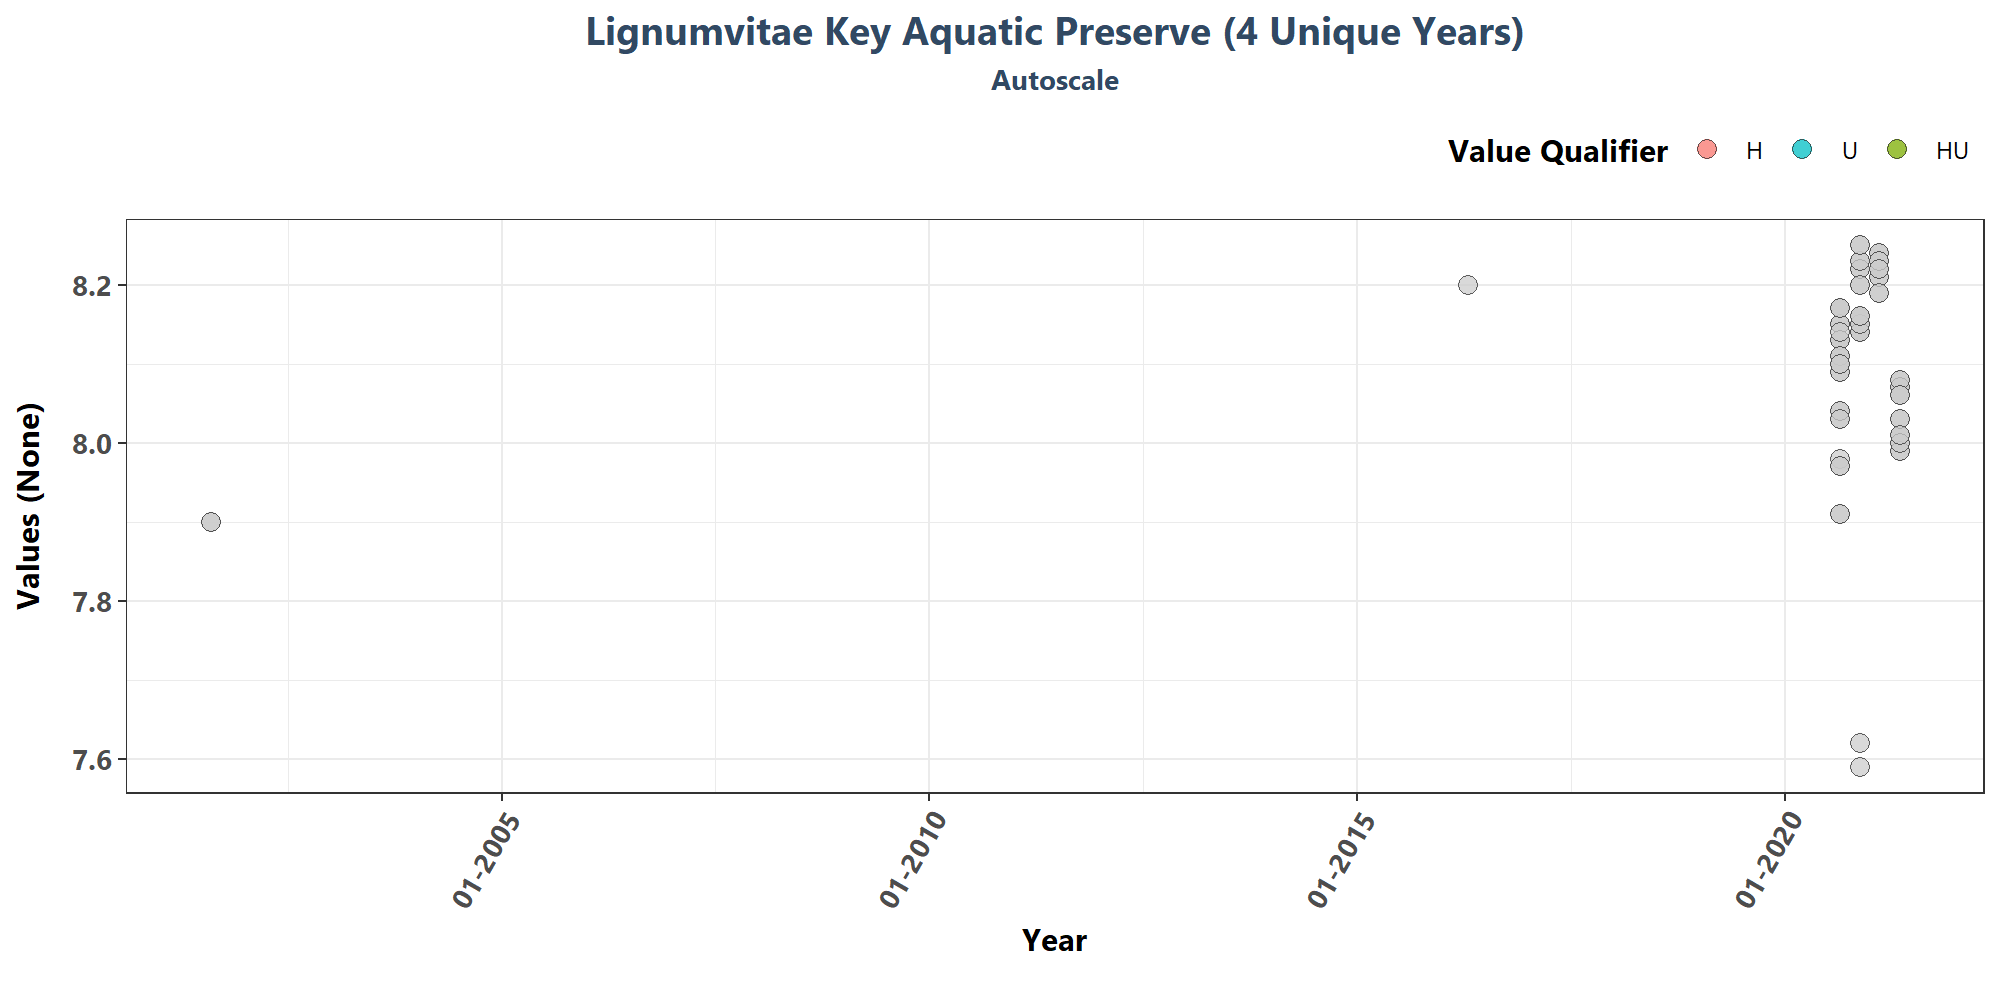 Lignumvitae Key Aquatic Preserve (4 Unique Years)
Autoscale
Value Qualifier H U HU
Values (None)
8.2
8.0
7.8
7.6
01-2005 01-2010 01-2015 01-2020
Year